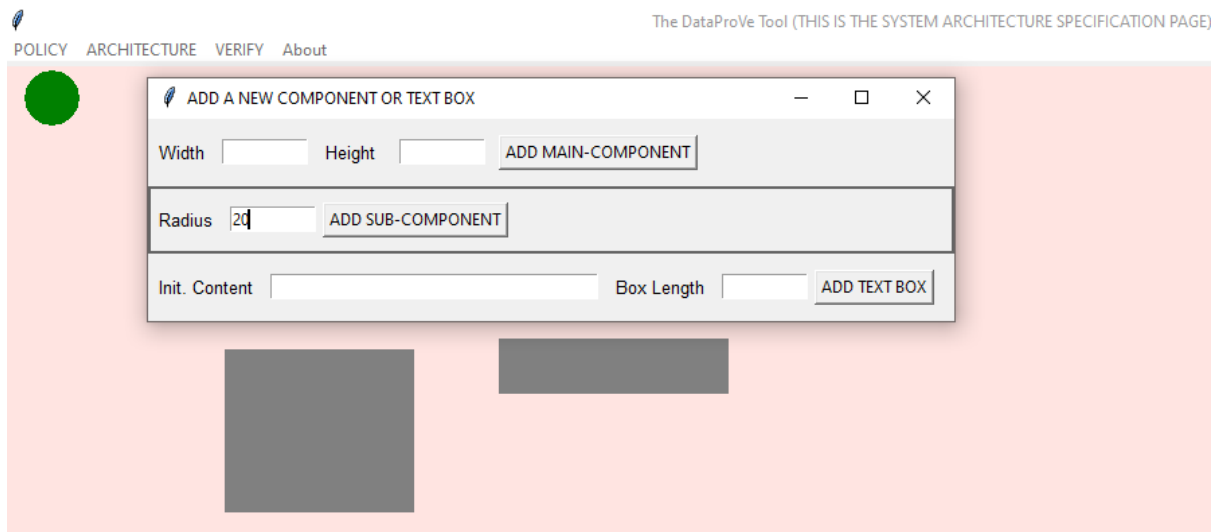 The DataProVe Tool (THIS IS THE SYSTEM ARCHITECTURE SPECIFICATION PAGE)
POLICY ARCHITECTURE VERIFY About
ADD A NEW COMPONENT OR TEXT BOX
Width Height ADD MAIN-COMPONENT
Radius 20 ADD SUB-COMPONENT
Init. Content Box Length ADD TEXT BOX